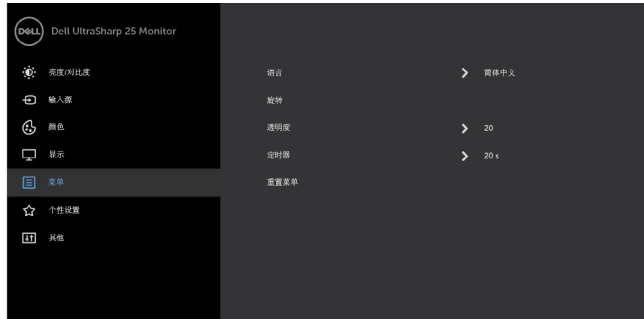 DELL Dell UltraSharp 25 Monitor
亮度/对比度
语言 简体中文
输入源
旋转
颜色
透明度 20
显示
定时器 20 s
菜单
重置菜单
个性设置
其他